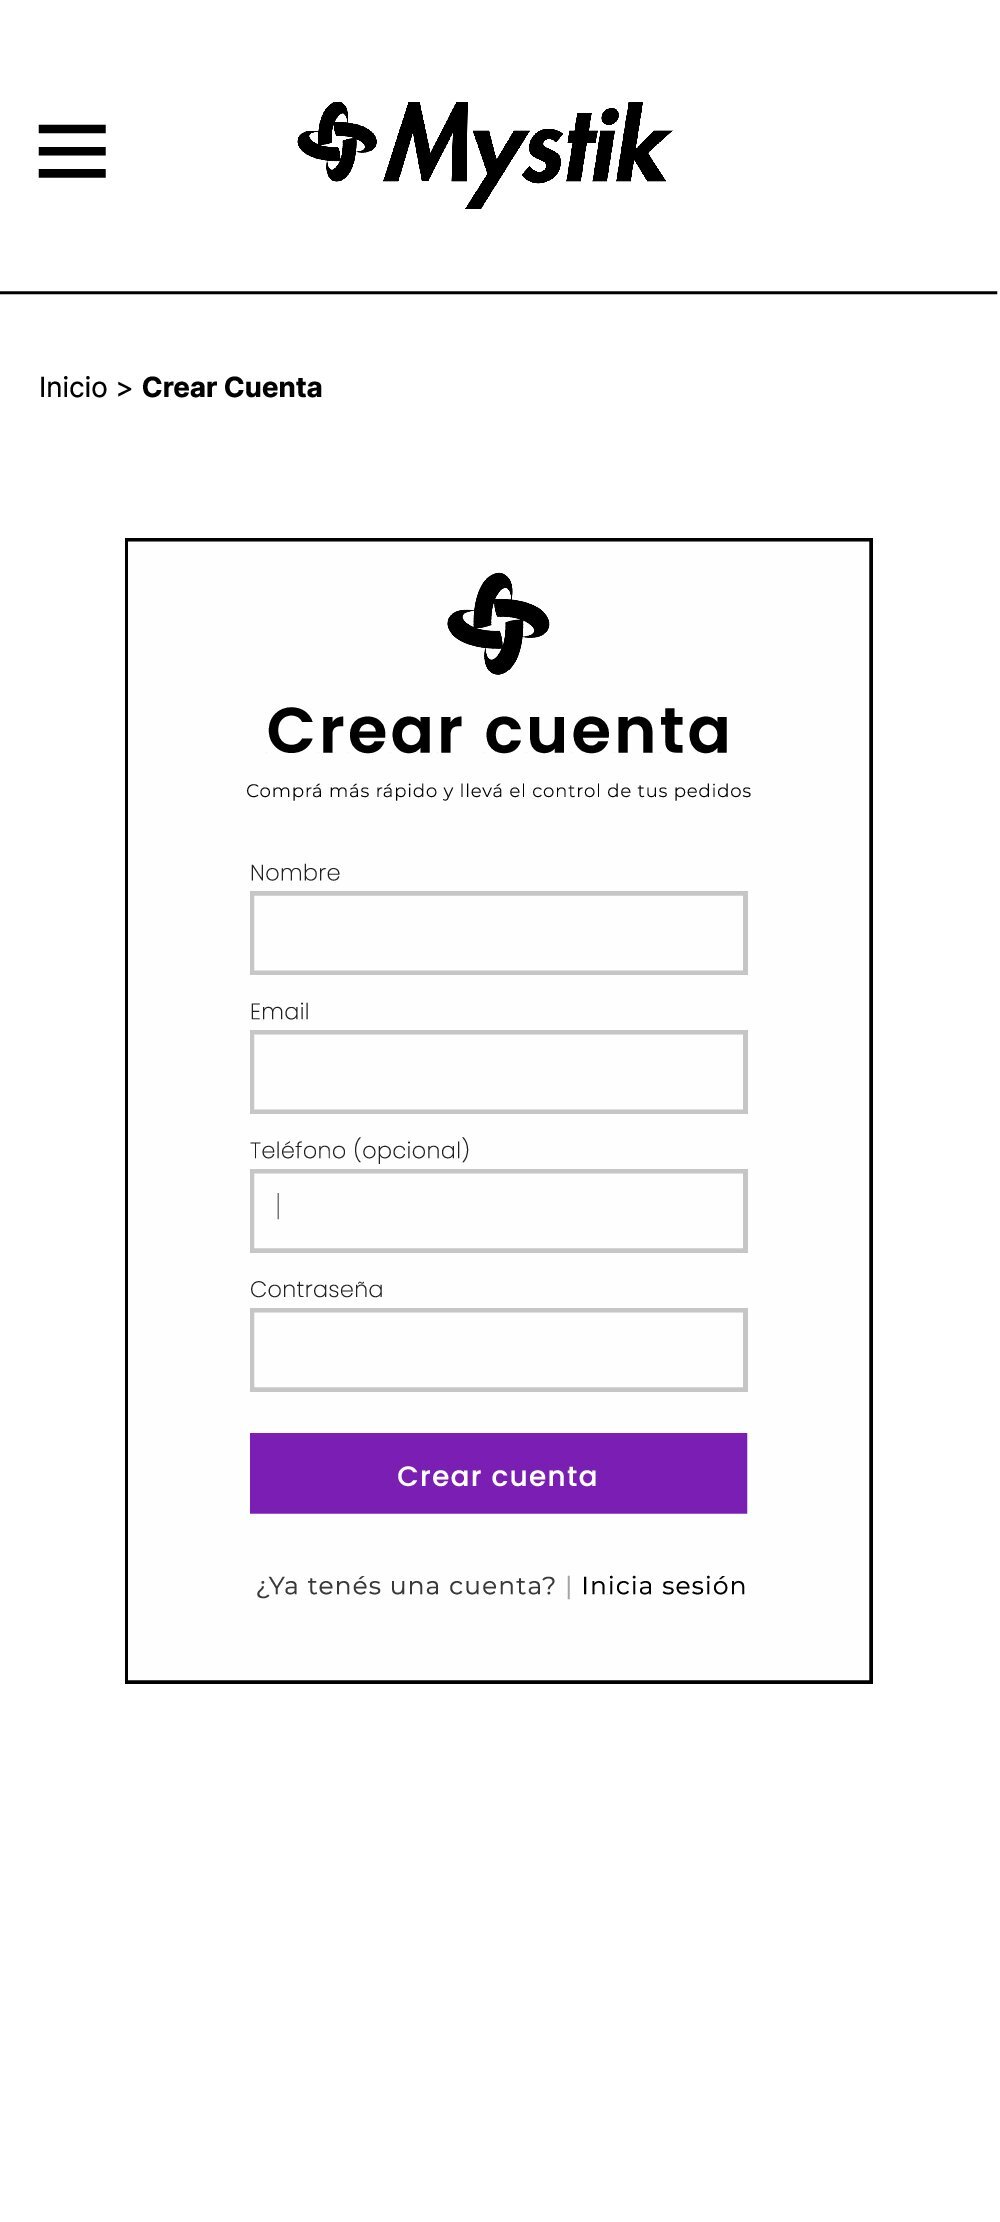 Mystik
Inicio > Crear Cuenta
Crear cuenta
Comprá más rápido y llevá el control de tus pedidos
Nombre
Email
Teléfono (opcional)
Contraseña
Crear cuenta
¿Ya tenés una cuenta? | Inicia sesión